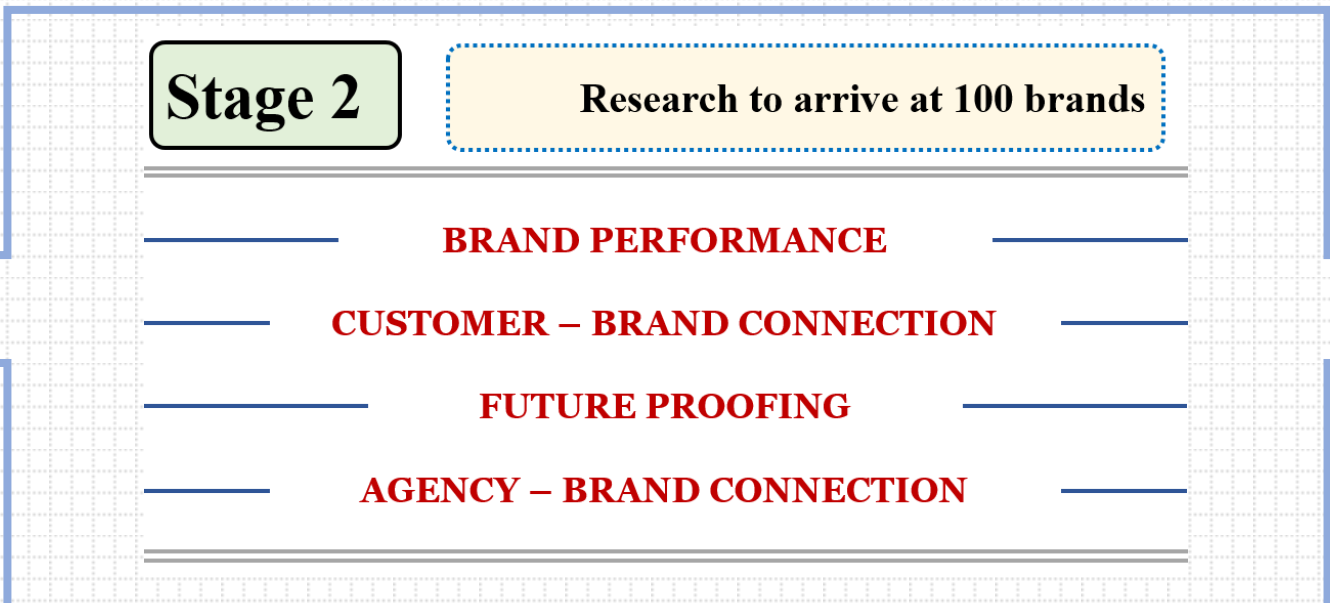 Stage 2
Research to arrive at 100 brands
BRAND PERFORMANCE
CUSTOMER – BRAND CONNECTION
FUTURE PROOFING
AGENCY – BRAND CONNECTION